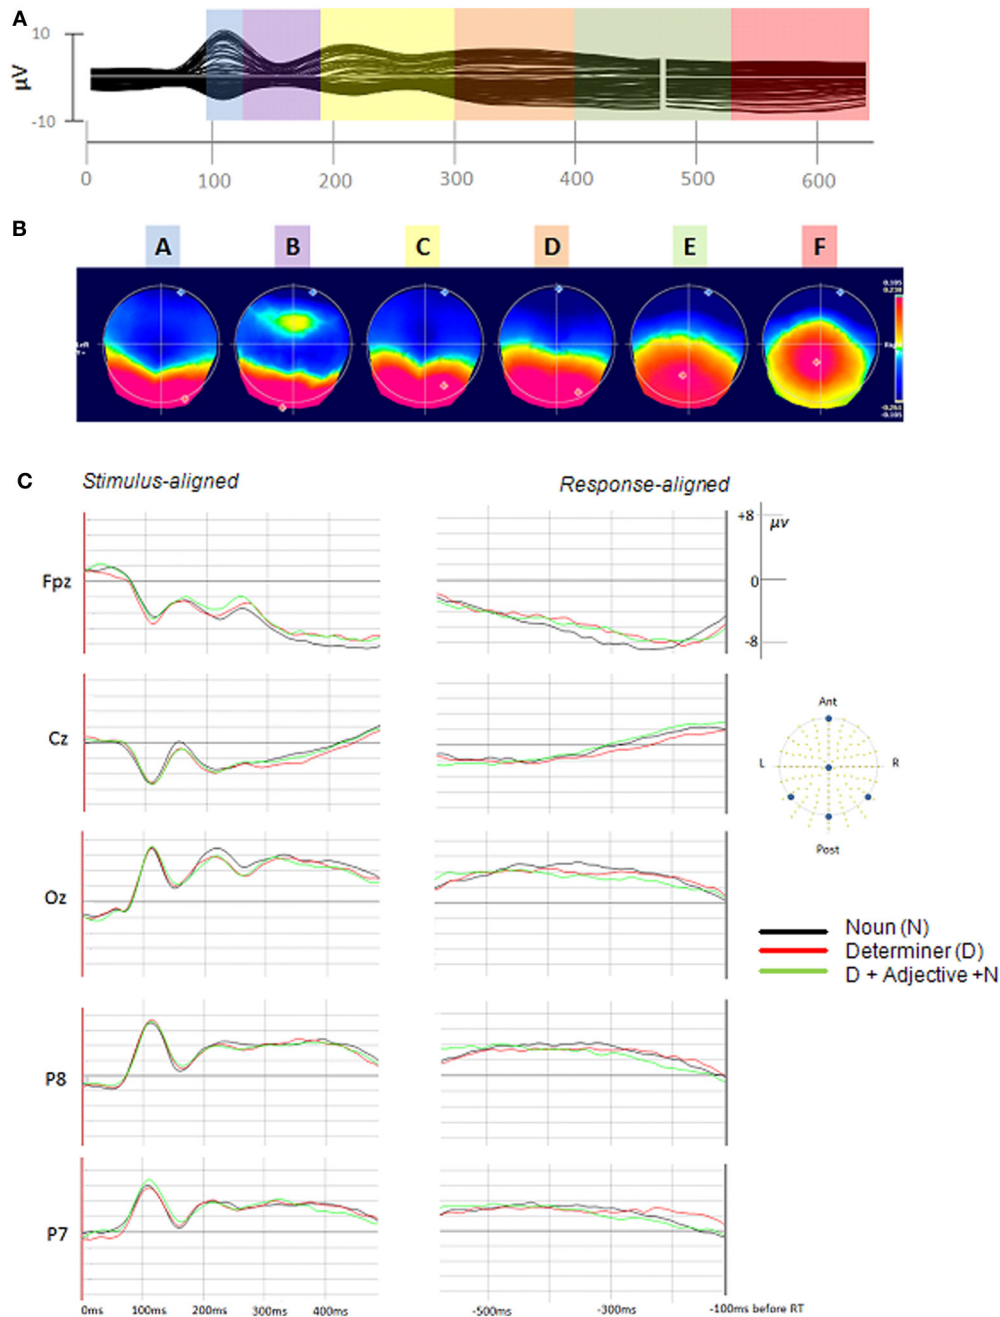 A
10
μV
-10
0 100 200 300 400 500 600
B
A B C D E F
Left
C
Stimulus-aligned Response-aligned
+8
μv
0
-8
Fpz
Cz
Ant
L R
Post
Oz
Noun (N)
Determiner (D)
D + Adjective +N
P8
P7
0ms 100ms 200ms 300ms 400ms -500ms -300ms -100ms before RT